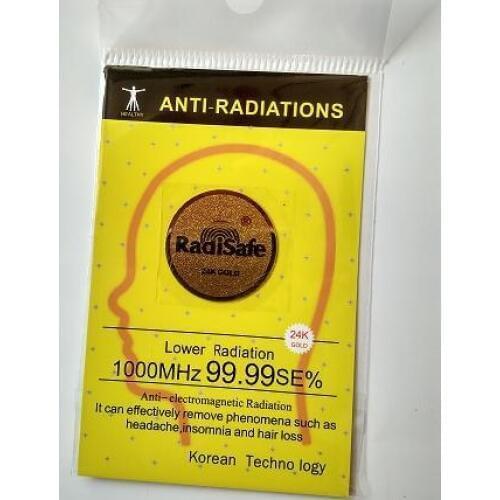 HEALTHY
ANTI-RADIATIONS
®
RadiSafe
24K GOLD
24K
GOLD
Lower Radiation
1000MHz 99.99SE%
Anti-electromagnetic Radiation
It can effectively remove phenomena such as
headache,insomnia and hair loss
Korean Techno logy